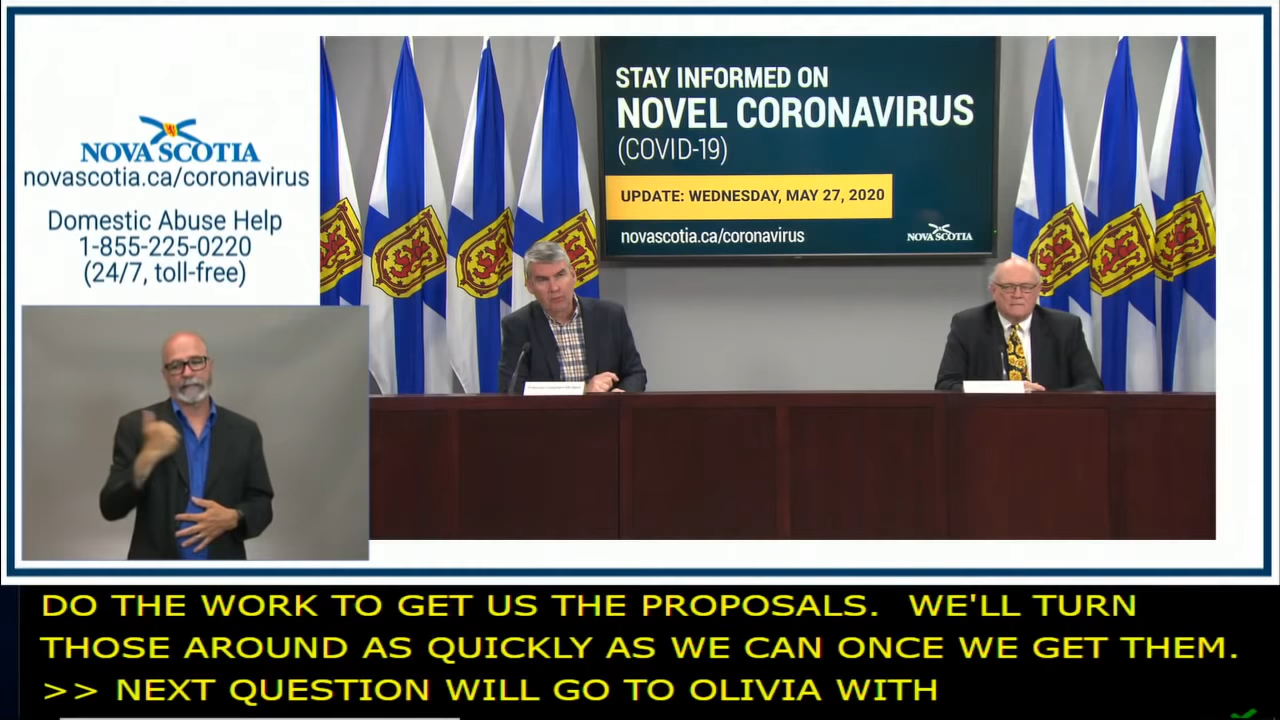 NOVA SCOTIA
novascotia.ca/coronavirus
Domestic Abuse Help
1-855-225-0220
(24/7, toll-free)
STAY INFORMED ON
NOVEL CORONAVIRUS
(COVID-19)
UPDATE: WEDNESDAY, MAY 27, 2020
novascotia.ca/coronavirus
NOVA SCOTIA
DO THE WORK TO GET US THE PROPOSALS. WE'LL TURN
THOSE AROUND AS QUICKLY AS WE CAN ONCE WE GET THEM.
>> NEXT QUESTION WILL GO TO OLIVIA WITH